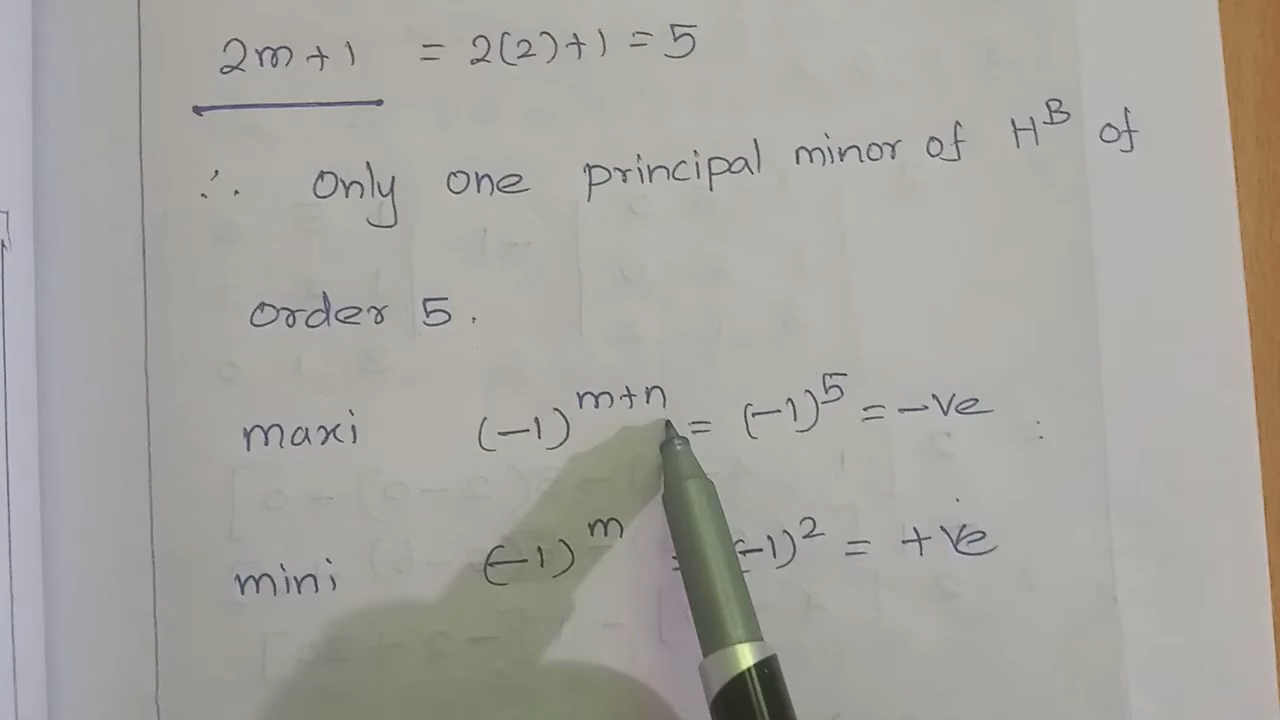 2m+1 = 2(2)+1 = 5
∴ Only one principal minor of H^B of
order 5.
maxi (-1)^{m+n} = (-1)^5 = -ve
mini (-1)^m = (-1)^2 = +ve